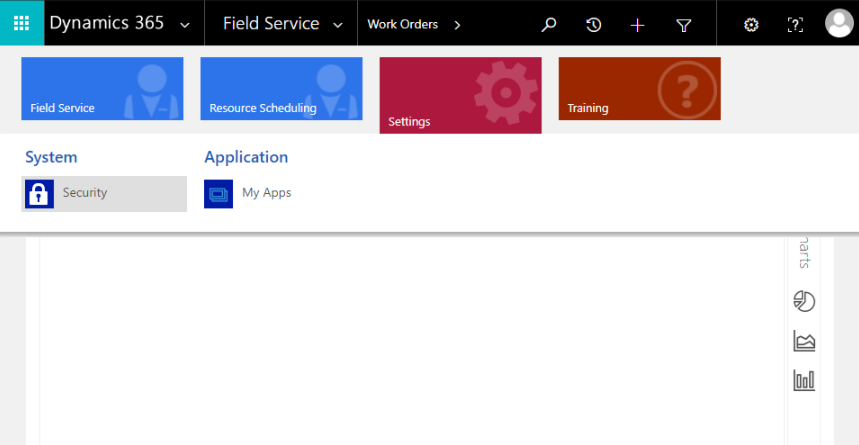 Dynamics 365 Field Service Work Orders
Field Service Resource Scheduling Settings Training
System Application
Security My Apps